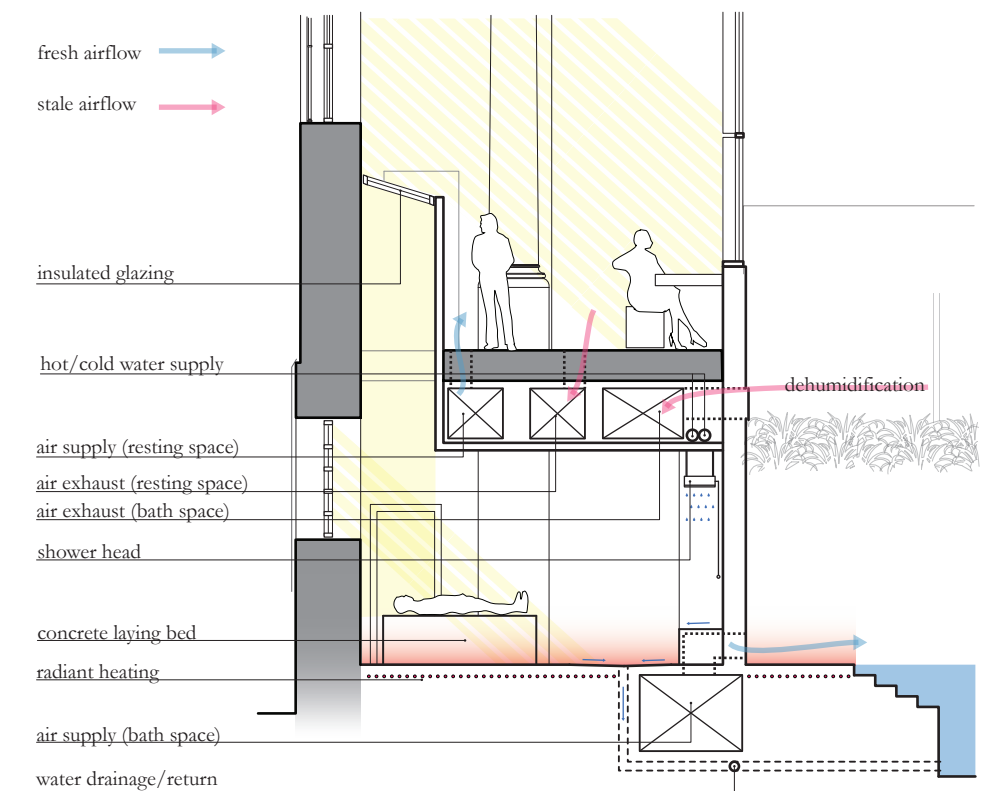 fresh airflow
stale airflow
insulated glazing
hot/cold water supply
dehumidification
air supply (resting space)
air exhaust (resting space)
air exhaust (bath space)
shower head
concrete laying bed
radiant heating
air supply (bath space)
water drainage/return